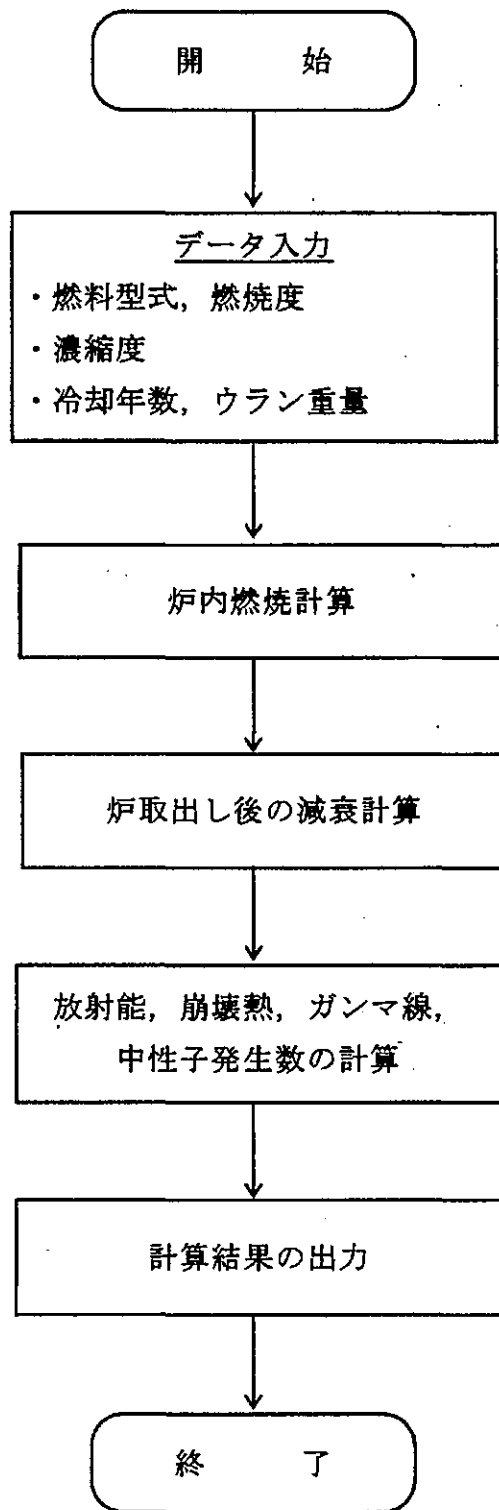 開　　始
データ入力
・燃料型式，燃焼度
・濃縮度
・冷却年数，ウラン重量
炉内燃焼計算
炉取出し後の減衰計算
放射能，崩壊熱，ガンマ線，
中性子発生数の計算
計算結果の出力
終　　了